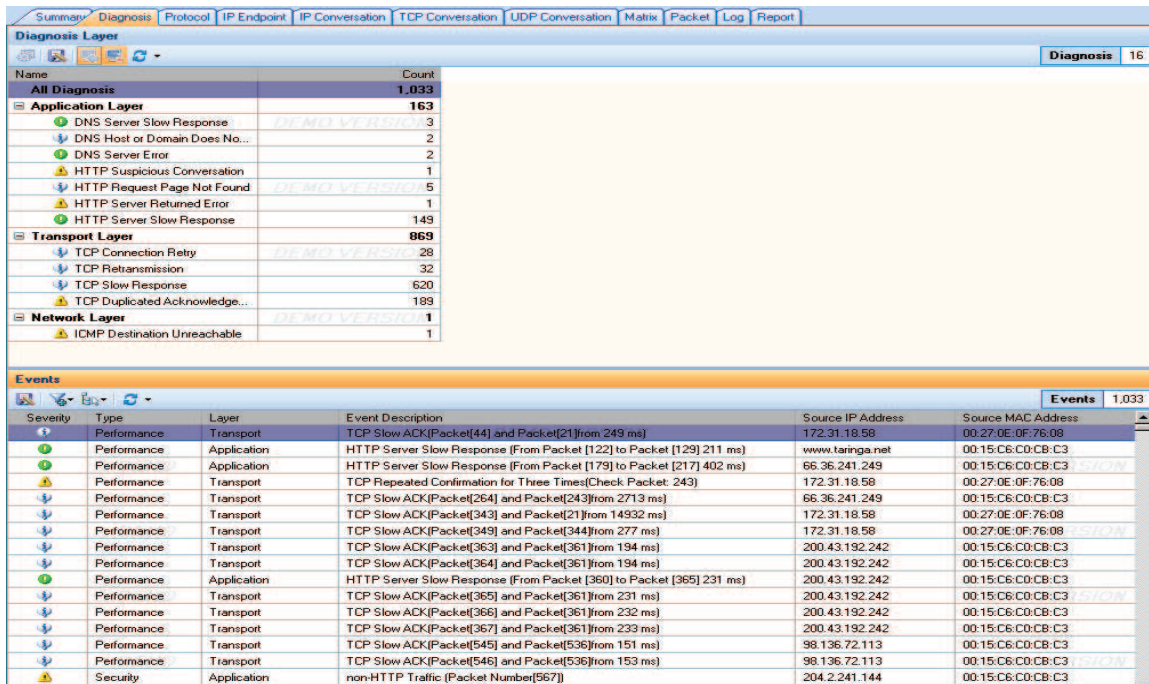 Summary Diagnosis Protocol IP Endpoint IP Conversation TCP Conversation UDP Conversation Matrix Packet Log Report
Diagnosis Layer
Diagnosis 16
Name Count
All Diagnosis 1,033
Application Layer 163
DNS Server Slow Response 3
DNS Host or Domain Does No... 2
DNS Server Error 2
HTTP Suspicious Conversation 1
HTTP Request Page Not Found 5
HTTP Server Returned Error 1
HTTP Server Slow Response 149
Transport Layer 869
TCP Connection Retry 28
TCP Retransmission 32
TCP Slow Response 620
TCP Duplicated Acknowledge... 189
Network Layer 1
ICMP Destination Unreachable 1
DEMO VERSION
Events
Events 1,033
Severity Type Layer Event Description Source IP Address Source MAC Address
Performance Transport TCP Slow ACK(Packet[44] and Packet[21]from 249 ms) 172.31.18.58 00:27:0E:0F:76:08
Performance Application HTTP Server Slow Response (From Packet [122] to Packet [129] 211 ms) www.taringa.net 00:15:C6:C0:CB:C3
Performance Application HTTP Server Slow Response (From Packet [179] to Packet [217] 402 ms) 66.36.241.249 00:15:C6:C0:CB:C3
Performance Transport TCP Repeated Confirmation for Three Times(Check Packet: 243) 172.31.18.58 00:27:0E:0F:76:08
Performance Transport TCP Slow ACK(Packet[264] and Packet[243]from 2713 ms) 66.36.241.249 00:15:C6:C0:CB:C3
Performance Transport TCP Slow ACK(Packet[343] and Packet[21]from 14932 ms) 172.31.18.58 00:27:0E:0F:76:08
Performance Transport TCP Slow ACK(Packet[349] and Packet[344]from 277 ms) 172.31.18.58 00:27:0E:0F:76:08
Performance Transport TCP Slow ACK(Packet[363] and Packet[361]from 194 ms) 200.43.192.242 00:15:C6:C0:CB:C3
Performance Transport TCP Slow ACK(Packet[364] and Packet[361]from 194 ms) 200.43.192.242 00:15:C6:C0:CB:C3
Performance Application HTTP Server Slow Response (From Packet [360] to Packet [365] 231 ms) 200.43.192.242 00:15:C6:C0:CB:C3
Performance Transport TCP Slow ACK(Packet[365] and Packet[361]from 231 ms) 200.43.192.242 00:15:C6:C0:CB:C3
Performance Transport TCP Slow ACK(Packet[366] and Packet[361]from 232 ms) 200.43.192.242 00:15:C6:C0:CB:C3
Performance Transport TCP Slow ACK(Packet[367] and Packet[361]from 233 ms) 200.43.192.242 00:15:C6:C0:CB:C3
Performance Transport TCP Slow ACK(Packet[545] and Packet[536]from 151 ms) 98.136.72.113 00:15:C6:C0:CB:C3
Performance Transport TCP Slow ACK(Packet[546] and Packet[536]from 153 ms) 98.136.72.113 00:15:C6:C0:CB:C3
Security Application non-HTTP Traffic (Packet Number[567]) 204.2.241.144 00:15:C6:C0:CB:C3